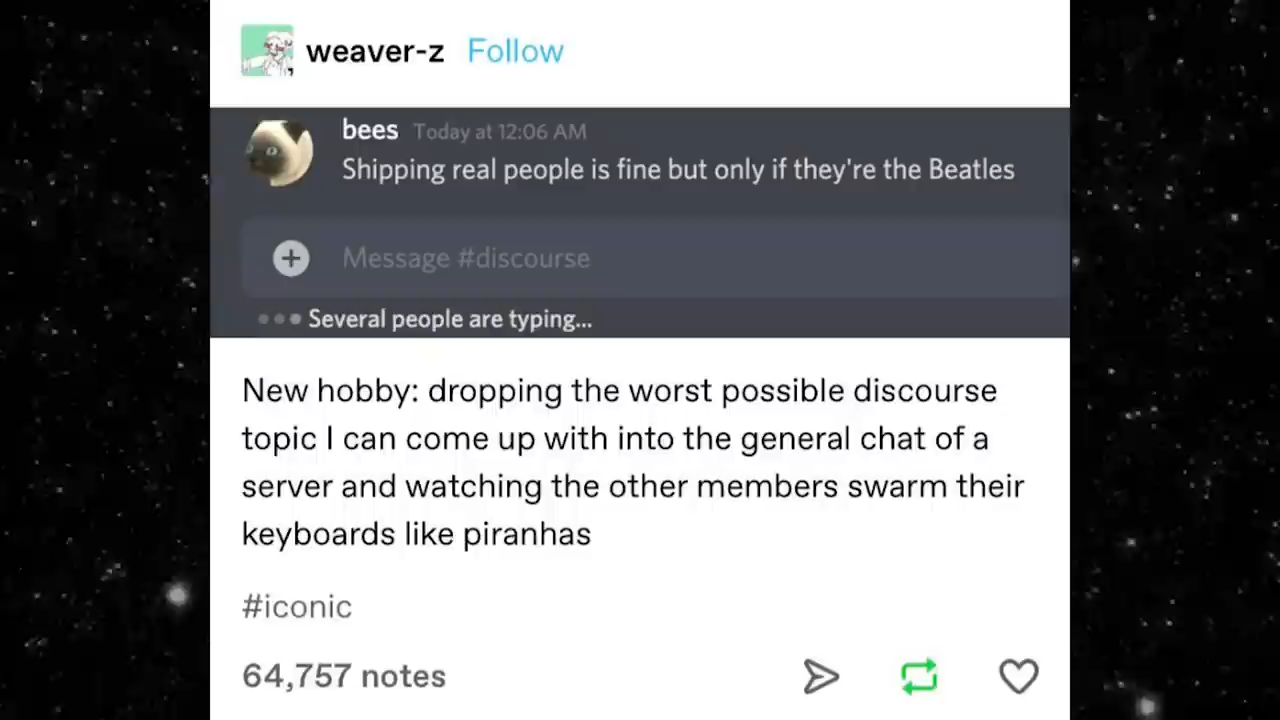 weaver-z Follow
bees Today at 12:06 AM
Shipping real people is fine but only if they're the Beatles
Message #discourse
Several people are typing...
New hobby: dropping the worst possible discourse
topic I can come up with into the general chat of a
server and watching the other members swarm their
keyboards like piranhas
#iconic
64,757 notes